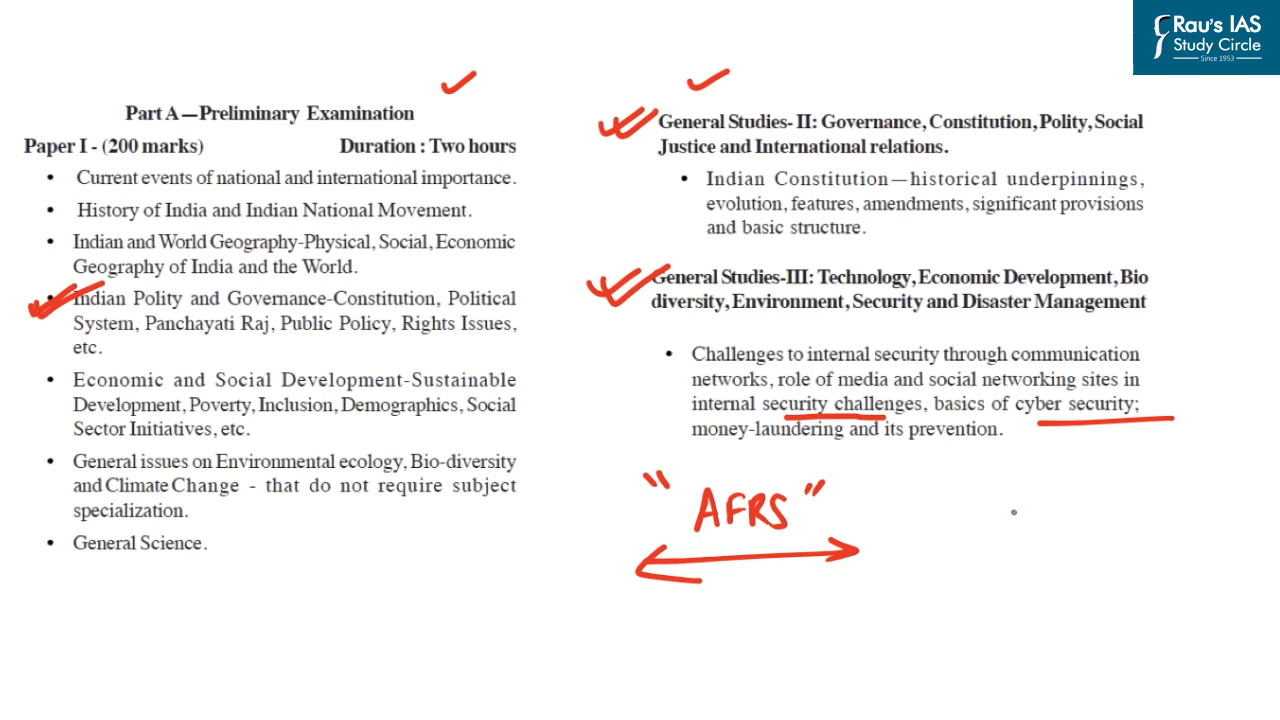 Rau's IAS
Study Circle
Since 1953
Part A—Preliminary Examination
Paper I - (200 marks) Duration : Two hours
• Current events of national and international importance.
• History of India and Indian National Movement.
• Indian and World Geography-Physical, Social, Economic
Geography of India and the World.
• Indian Polity and Governance-Constitution, Political
System, Panchayati Raj, Public Policy, Rights Issues,
etc.
• Economic and Social Development-Sustainable
Development, Poverty, Inclusion, Demographics, Social
Sector Initiatives, etc.
• General issues on Environmental ecology, Bio-diversity
and Climate Change - that do not require subject
specialization.
• General Science.
General Studies- II: Governance, Constitution, Polity, Social
Justice and International relations.
• Indian Constitution—historical underpinnings,
evolution, features, amendments, significant provisions
and basic structure.
General Studies-III: Technology, Economic Development, Bio
diversity, Environment, Security and Disaster Management
• Challenges to internal security through communication
networks, role of media and social networking sites in
internal security challenges, basics of cyber security;
money-laundering and its prevention.
"AFRS"